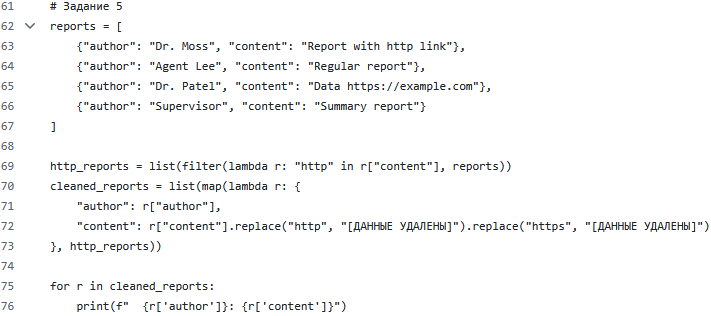 61 # Задание 5
62 reports = [
63 {"author": "Dr. Moss", "content": "Report with http link"},
64 {"author": "Agent Lee", "content": "Regular report"},
65 {"author": "Dr. Patel", "content": "Data https://example.com"},
66 {"author": "Supervisor", "content": "Summary report"}
67 ]
68
69 http_reports = list(filter(lambda r: "http" in r["content"], reports))
70 cleaned_reports = list(map(lambda r: {
71 "author": r["author"],
72 "content": r["content"].replace("http", "[ДАННЫЕ УДАЛЕНЫ]").replace("https", "[ДАННЫЕ УДАЛЕНЫ]")
73 }, http_reports))
74
75 for r in cleaned_reports:
76 print(f"  {r['author']}: {r['content']}")